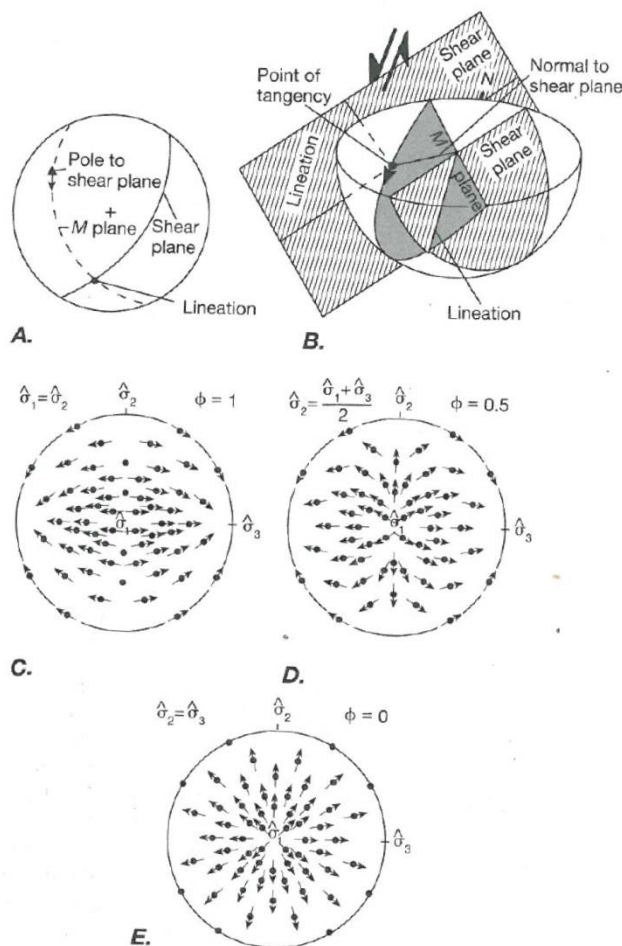 Pole to
shear plane
+
M plane
Shear
plane
Lineation
A.
Point of
tangency
Shear
plane
N
Normal to
shear plane
Lineation
M plane
Shear
plane
Lineation
B.
σ̂₁=σ̂₂
σ̂₂
ϕ = 1
σ̂₁
σ̂₃
C.
σ̂₂=(σ̂₁+σ̂₃)/2
σ̂₂
ϕ = 0.5
σ̂₁
σ̂₃
D.
σ̂₂=σ̂₃
σ̂₂
ϕ = 0
σ̂₁
σ̂₃
E.